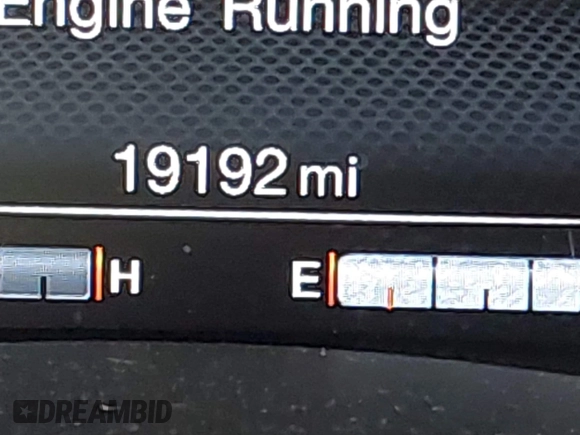 Engine Running
19192 mi
H E
DREAMBID